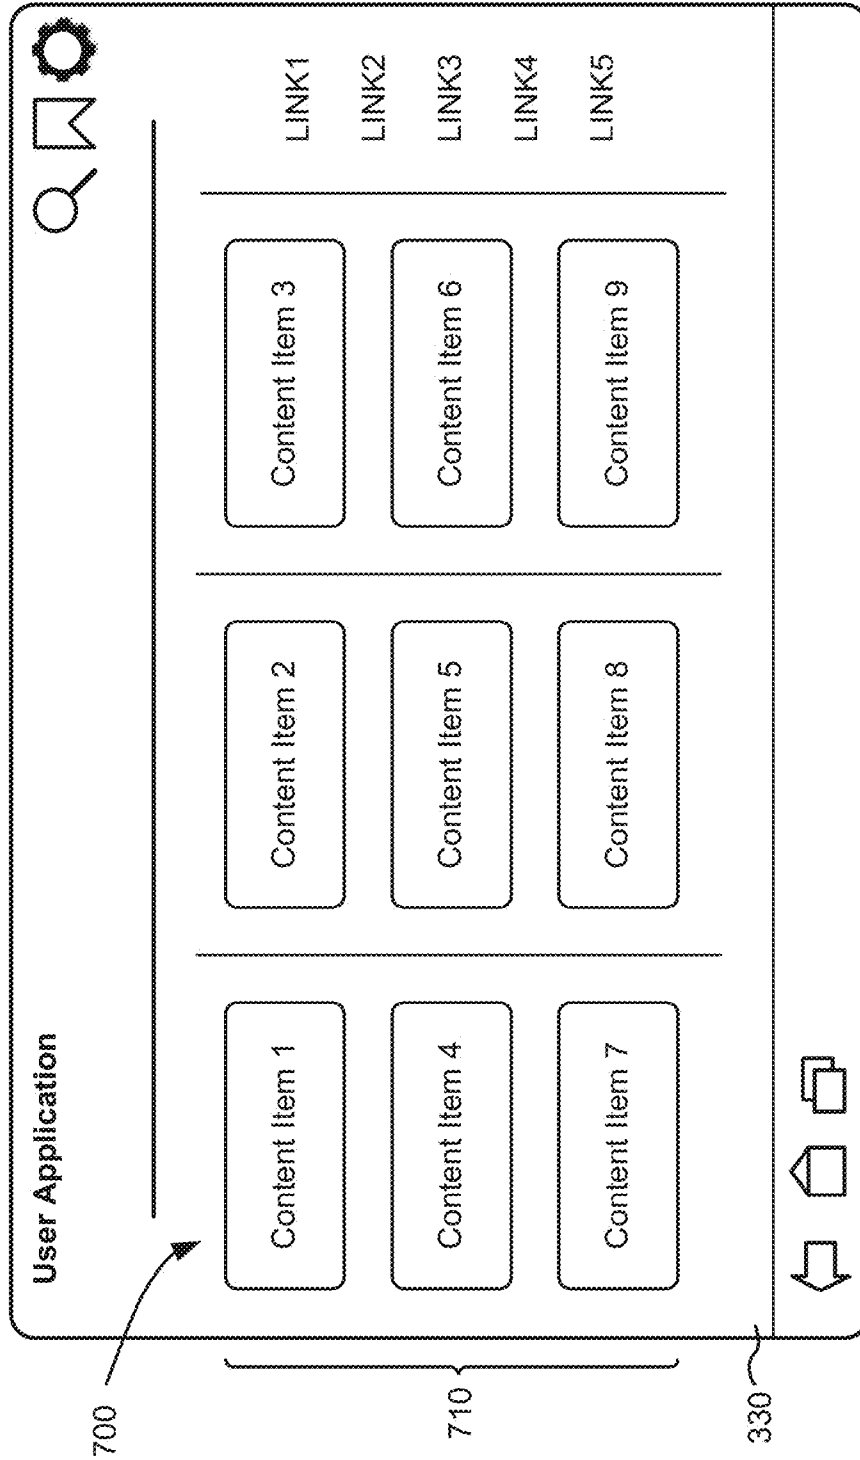 User Application
700
Content Item 1
Content Item 2
Content Item 3
LINK1
LINK2
710
Content Item 4
Content Item 5
Content Item 6
LINK3
LINK4
Content Item 7
Content Item 8
Content Item 9
LINK5
330